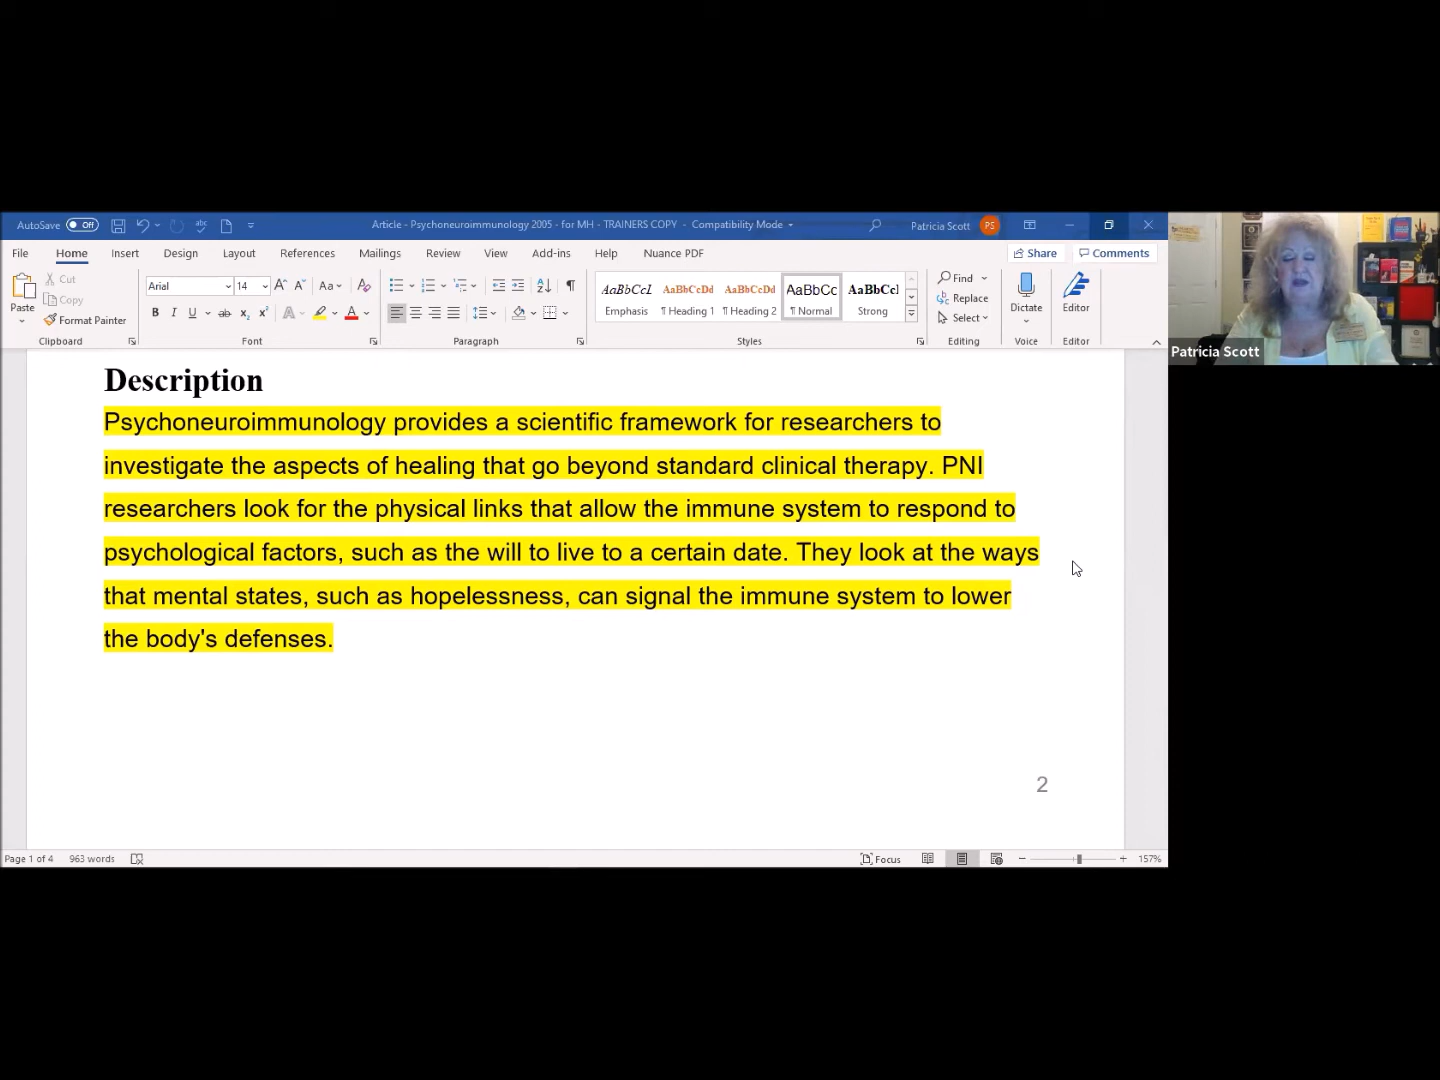 AutoSave Off
Article - Psychoneuroimmunology 2005 - for MH - TRAINERS COPY - Compatibility Mode
Patricia Scott PS
File Home Insert Design Layout References Mailings Review View Add-ins Help Nuance PDF Share Comments
Paste
Cut
Copy
Format Painter
Clipboard
Arial 14
Font
Paragraph
AaBbCcL AaBbCcDd AaBbCcDd AaBbCc AaBbCcl
Emphasis ¶ Heading 1 ¶ Heading 2 ¶ Normal Strong
Styles
Find
Replace
Select
Editing
Dictate
Voice
Editor
Editor
Patricia Scott
Description
Psychoneuroimmunology provides a scientific framework for researchers to
investigate the aspects of healing that go beyond standard clinical therapy. PNI
researchers look for the physical links that allow the immune system to respond to
psychological factors, such as the will to live to a certain date. They look at the ways
that mental states, such as hopelessness, can signal the immune system to lower
the body's defenses.
2
Page 1 of 4 963 words Focus 157%